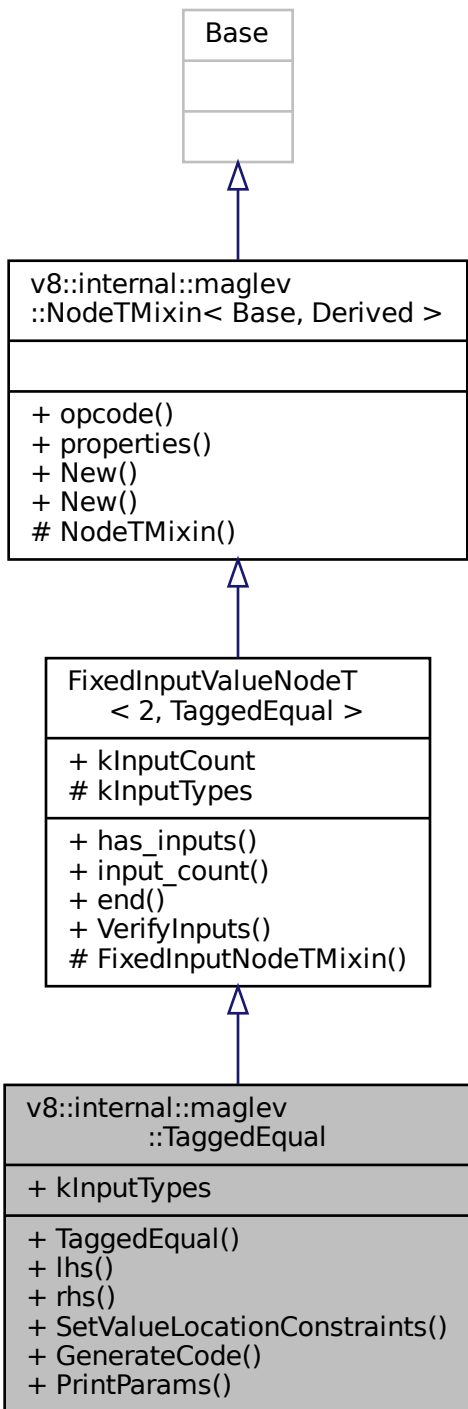 Base
v8::internal::maglev
::NodeTMixin< Base, Derived >
+ opcode()
+ properties()
+ New()
+ New()
# NodeTMixin()
FixedInputValueNodeT
< 2, TaggedEqual >
+ kInputCount
# kInputTypes
+ has_inputs()
+ input_count()
+ end()
+ VerifyInputs()
# FixedInputNodeTMixin()
v8::internal::maglev
::TaggedEqual
+ kInputTypes
+ TaggedEqual()
+ lhs()
+ rhs()
+ SetValueLocationConstraints()
+ GenerateCode()
+ PrintParams()